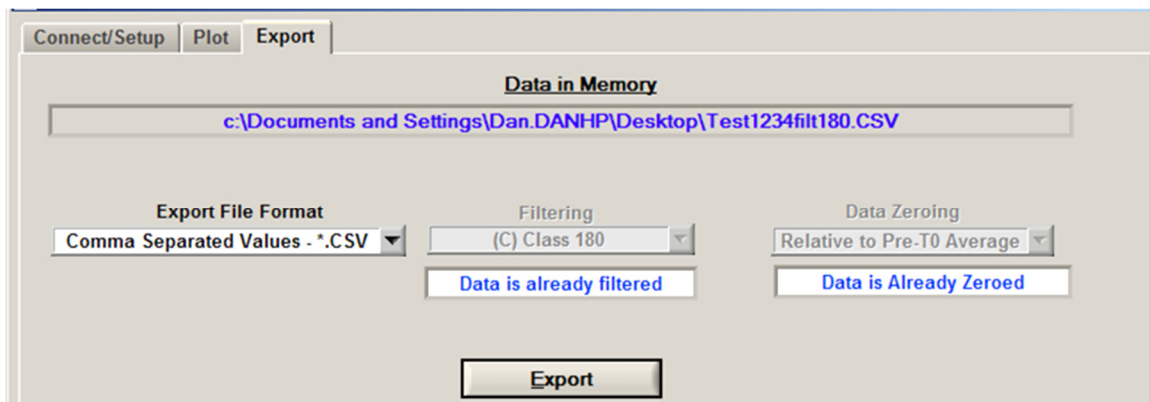 Connect/Setup Plot Export
Data in Memory
c:\Documents and Settings\Dan.DANHP\Desktop\Test1234filt180.CSV
Export File Format Filtering Data Zeroing
Comma Separated Values - *.CSV (C) Class 180 Relative to Pre-T0 Average
Data is already filtered Data is Already Zeroed
Export